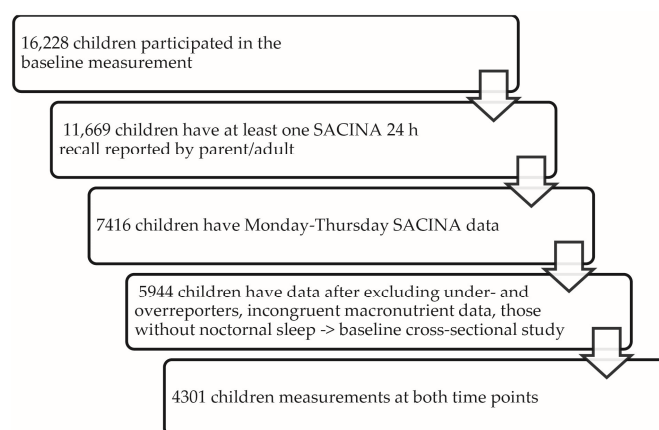 16,228 children participated in the
baseline measurement
11,669 children have at least one SACINA 24 h
recall reported by parent/adult
7416 children have Monday-Thursday SACINA data
5944 children have data after excluding under- and
overreporters, incongruent macronutrient data, those
without noctornal sleep -> baseline cross-sectional study
4301 children measurements at both time points